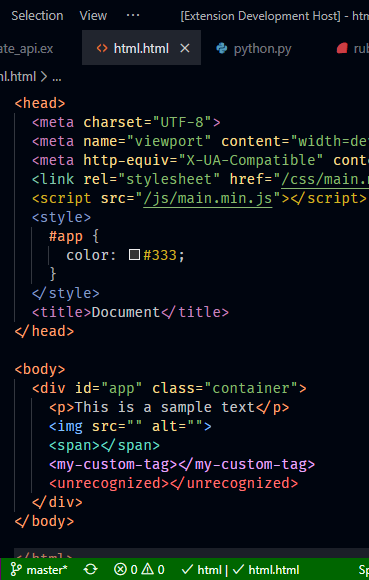 Selection View ... [Extension Development Host] - htm
ate_api.ex html.html × python.py rub
ml.html > ...
<head>
<meta charset="UTF-8">
<meta name="viewport" content="width=de
<meta http-equiv="X-UA-Compatible" cont
<link rel="stylesheet" href="/css/main.m
<script src="/js/main.min.js"></script>
<style>
#app {
color: #333;
}
</style>
<title>Document</title>
</head>
<body>
<div id="app" class="container">
<p>This is a sample text</p>
<img src="" alt="">
<span></span>
<my-custom-tag></my-custom-tag>
<unrecognized></unrecognized>
</div>
</body>
</html>
master* 0 0 ✓ html | ✓ html.html Sp